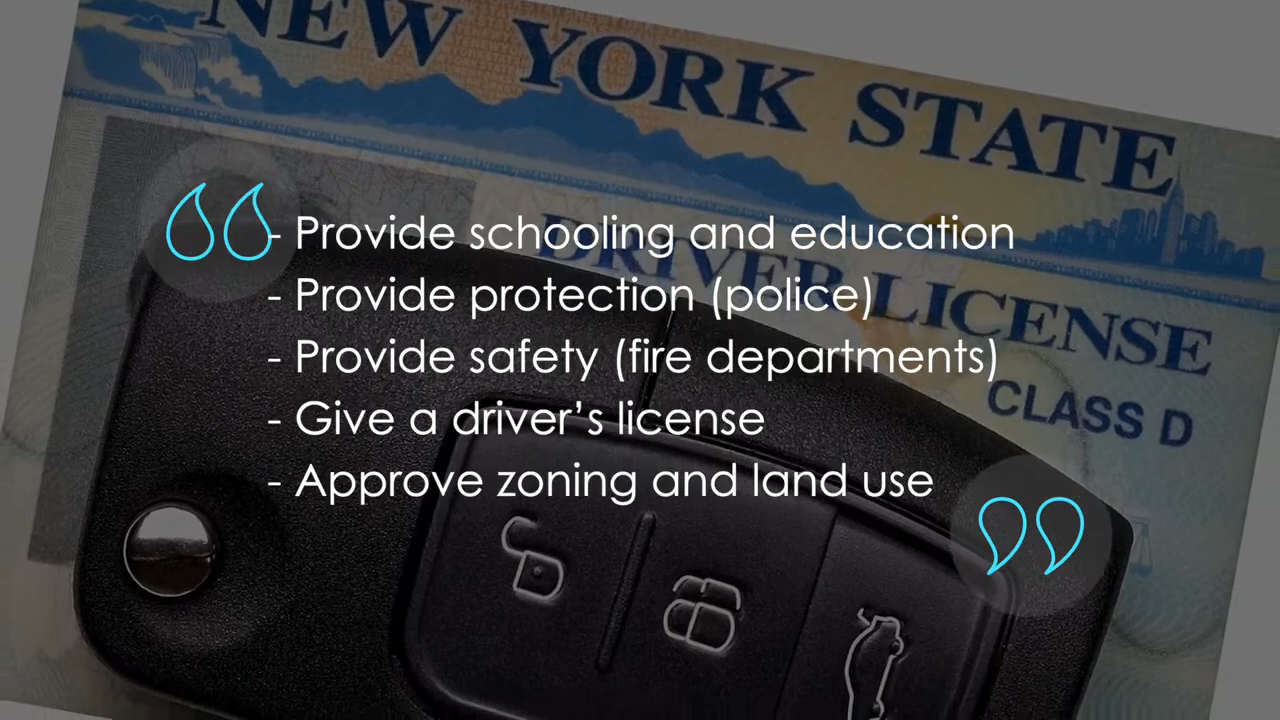 NEW YORK STATE
DRIVER LICENSE
CLASS D
- Provide schooling and education
- Provide protection (police)
- Provide safety (fire departments)
- Give a driver’s license
- Approve zoning and land use